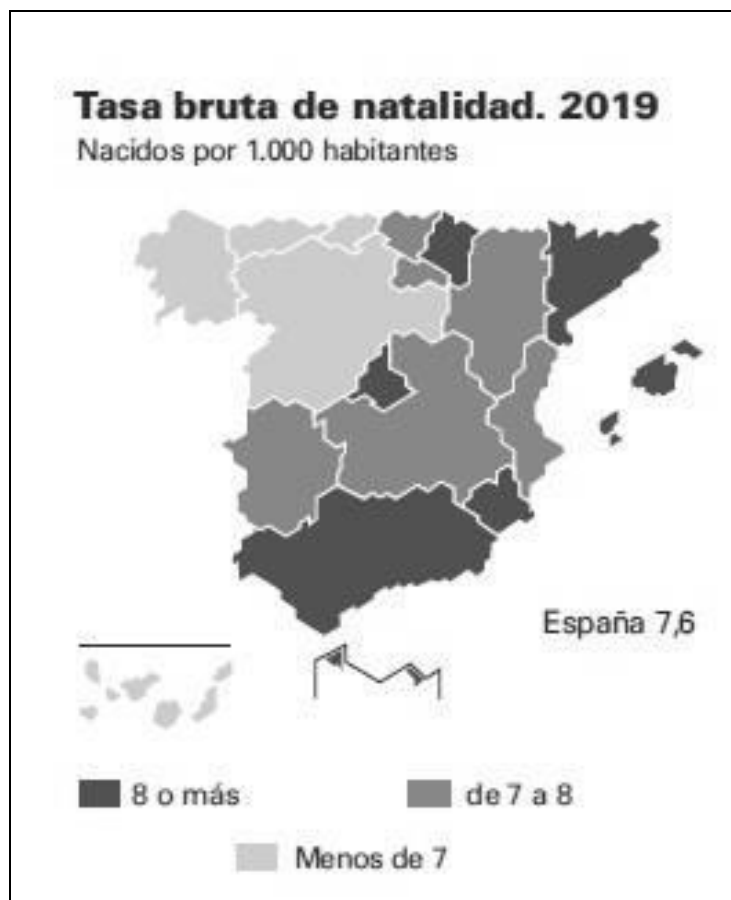 Tasa bruta de natalidad. 2019
Nacidos por 1.000 habitantes
España 7,6
8 o más
de 7 a 8
Menos de 7